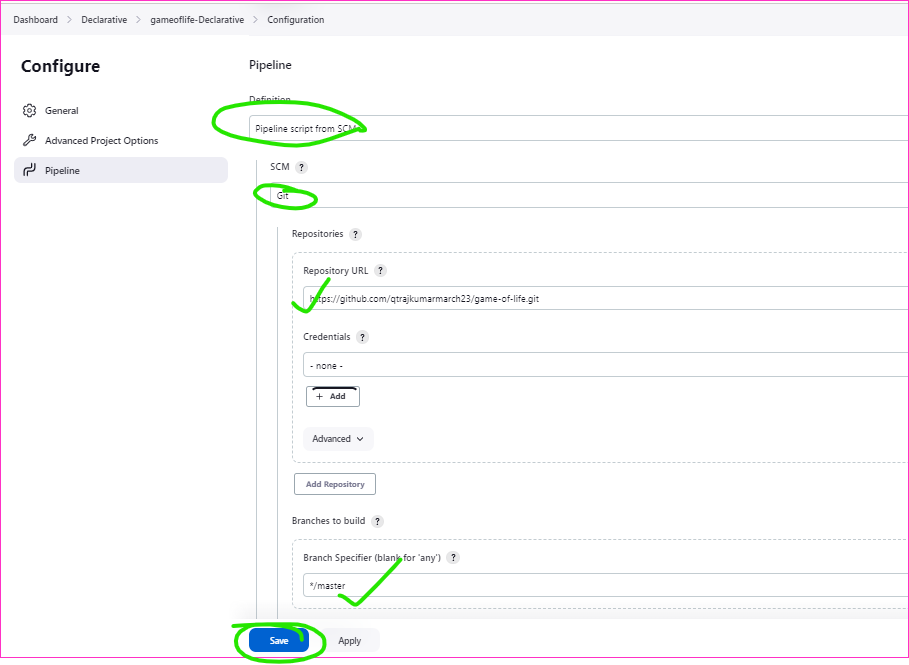 Dashboard > Declarative > gameoflife-Declarative > Configuration
Configure
General
Advanced Project Options
Pipeline
Pipeline
Definition
Pipeline script from SCM
SCM ?
Git
Repositories ?
Repository URL ?
https://github.com/qtrajkumarmarch23/game-of-life.git
Credentials ?
- none -
+ Add
Advanced
Add Repository
Branches to build ?
Branch Specifier (blank for 'any') ?
*/master
Save Apply